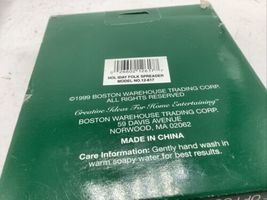 HOLIDAY FOLK SPREADER
MODEL NO.12-617
©1999 BOSTON WAREHOUSE TRADING CORP.
ALL RIGHTS RESERVED
Creative Ideas For Home Entertaining
BOSTON WAREHOUSE TRADING CORP.
59 DAVIS AVENUE
NORWOOD, MA 02062
MADE IN CHINA
Care Information: Gently hand wash in
warm soapy water for best results.